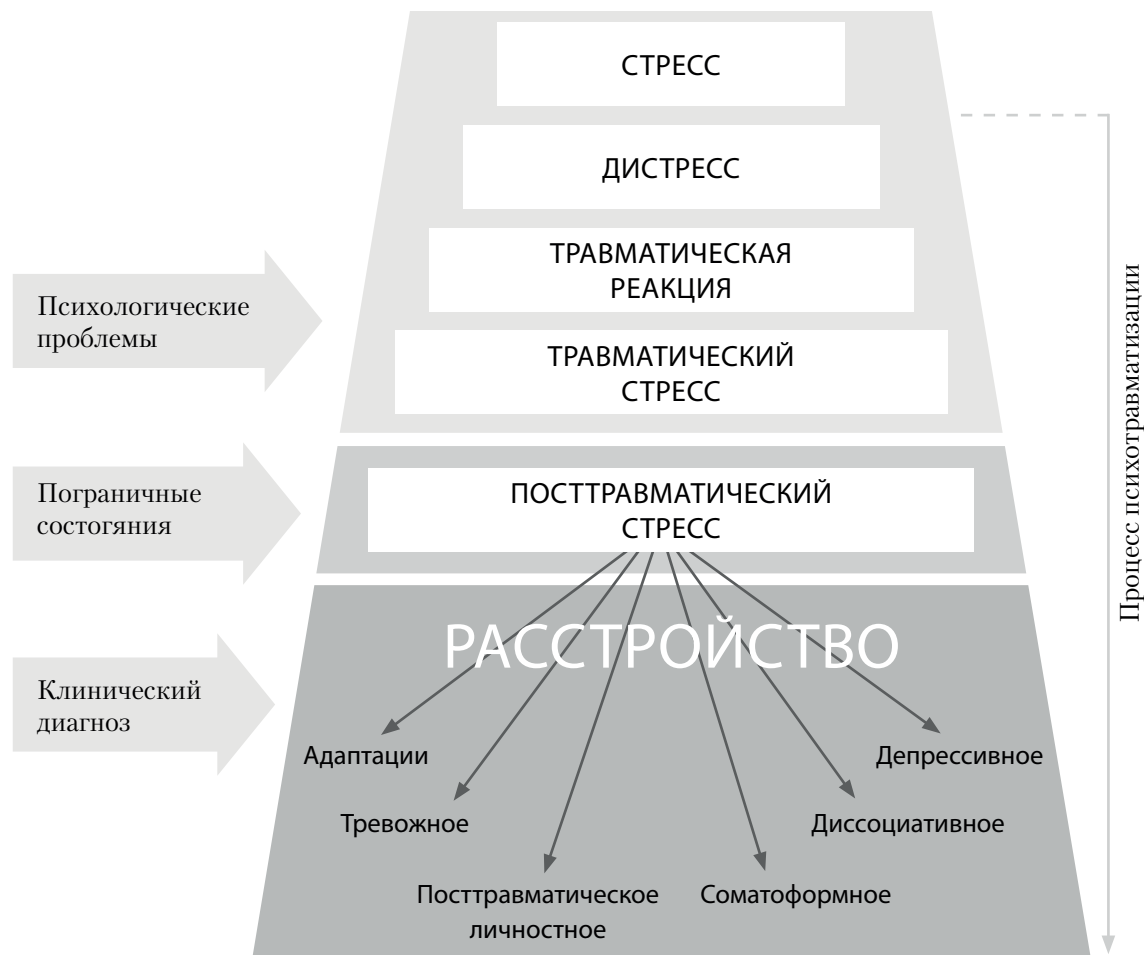 СТРЕСС
ДИСТРЕСС
ТРАВМАТИЧЕСКАЯ
РЕАКЦИЯ
ТРАВМАТИЧЕСКИЙ
СТРЕСС
Психологические
проблемы
ПОСТТРАВМАТИЧЕСКИЙ
СТРЕСС
Пограничные
состогяния
РАССТРОЙСТВО
Клинический
диагноз
Адаптации
Депрессивное
Тревожное
Диссоциативное
Посттравматическое
личностное
Соматоформное
Процесс психотравматизации